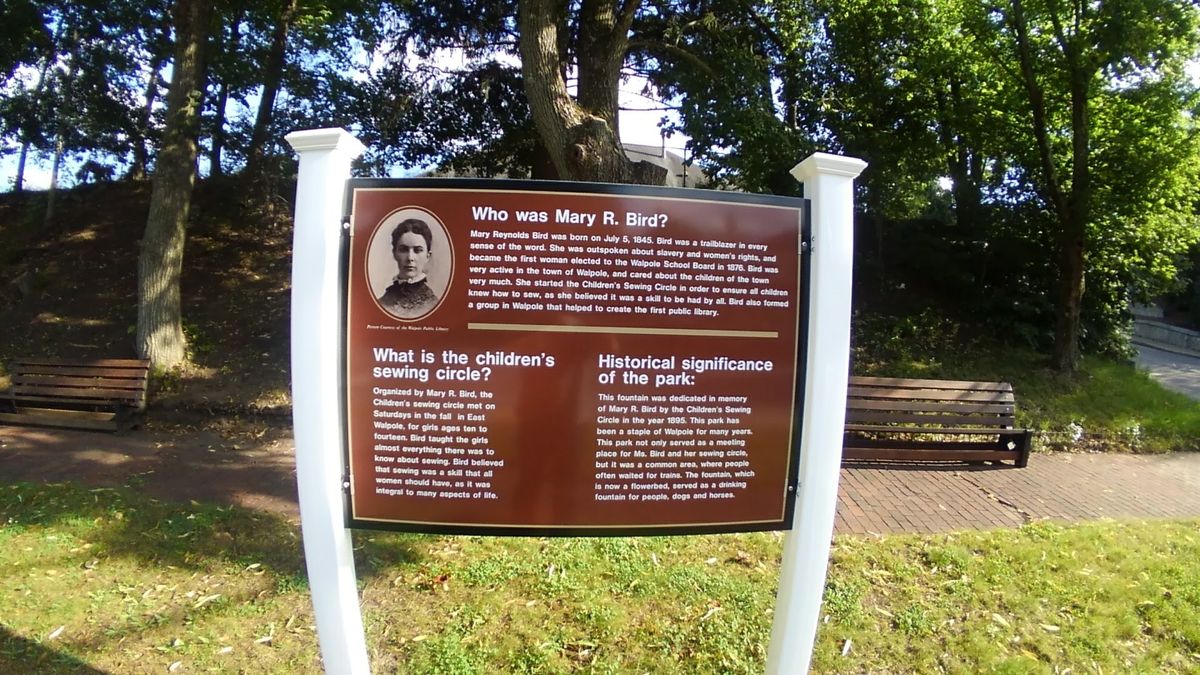 Who was Mary R. Bird?
Mary Reynolds Bird was born on July 5, 1845. Bird was a trailblazer in every
sense of the word. She was outspoken about slavery and women's rights, and
became the first woman elected to the Walpole School Board in 1876. Bird was
very active in the town of Walpole, and cared about the children of the town
very much. She started the Children's Sewing Circle in order to ensure all children
knew how to sew, as she believed it was a skill to be had by all. Bird also formed
a group in Walpole that helped to create the first public library.
Picture Courtesy of the Walpole Public Library
What is the children's
sewing circle?
Organized by Mary R. Bird, the
Children's sewing circle met on
Saturdays in the fall in East
Walpole, for girls ages ten to
fourteen. Bird taught the girls
almost everything there was to
know about sewing. Bird believed
that sewing was a skill that all
women should have, as it was
integral to many aspects of life.
Historical significance
of the park:
This fountain was dedicated in memory
of Mary R. Bird by the Children's Sewing
Circle in the year 1895. This park has
been a staple of Walpole for many years.
This park not only served as a meeting
place for Ms. Bird and her sewing circle,
but it was a common area, where people
often waited for trains. The fountain, which
is now a flowerbed, served as a drinking
fountain for people, dogs and horses.